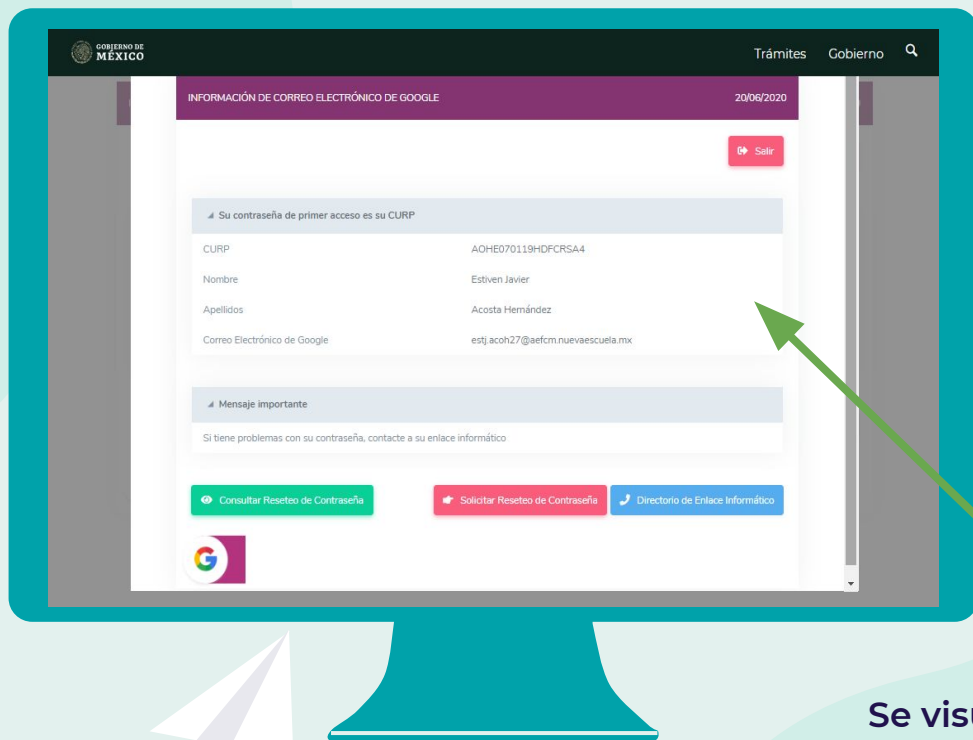 GOBIERNO DE
MÉXICO
Trámites Gobierno
INFORMACIÓN DE CORREO ELECTRÓNICO DE GOOGLE 20/06/2020
Salir
Su contraseña de primer acceso es su CURP
CURP AOHE070119HDFCRSA4
Nombre Estiven Javier
Apellidos Acosta Hernández
Correo Electrónico de Google estj.acoh27@aefcm.nuevaescuela.mx
Mensaje importante
Si tiene problemas con su contraseña, contacte a su enlace informático
Consultar Reseteo de Contraseña Solicitar Reseteo de Contraseña Directorio de Enlace Informático
G
Se visu